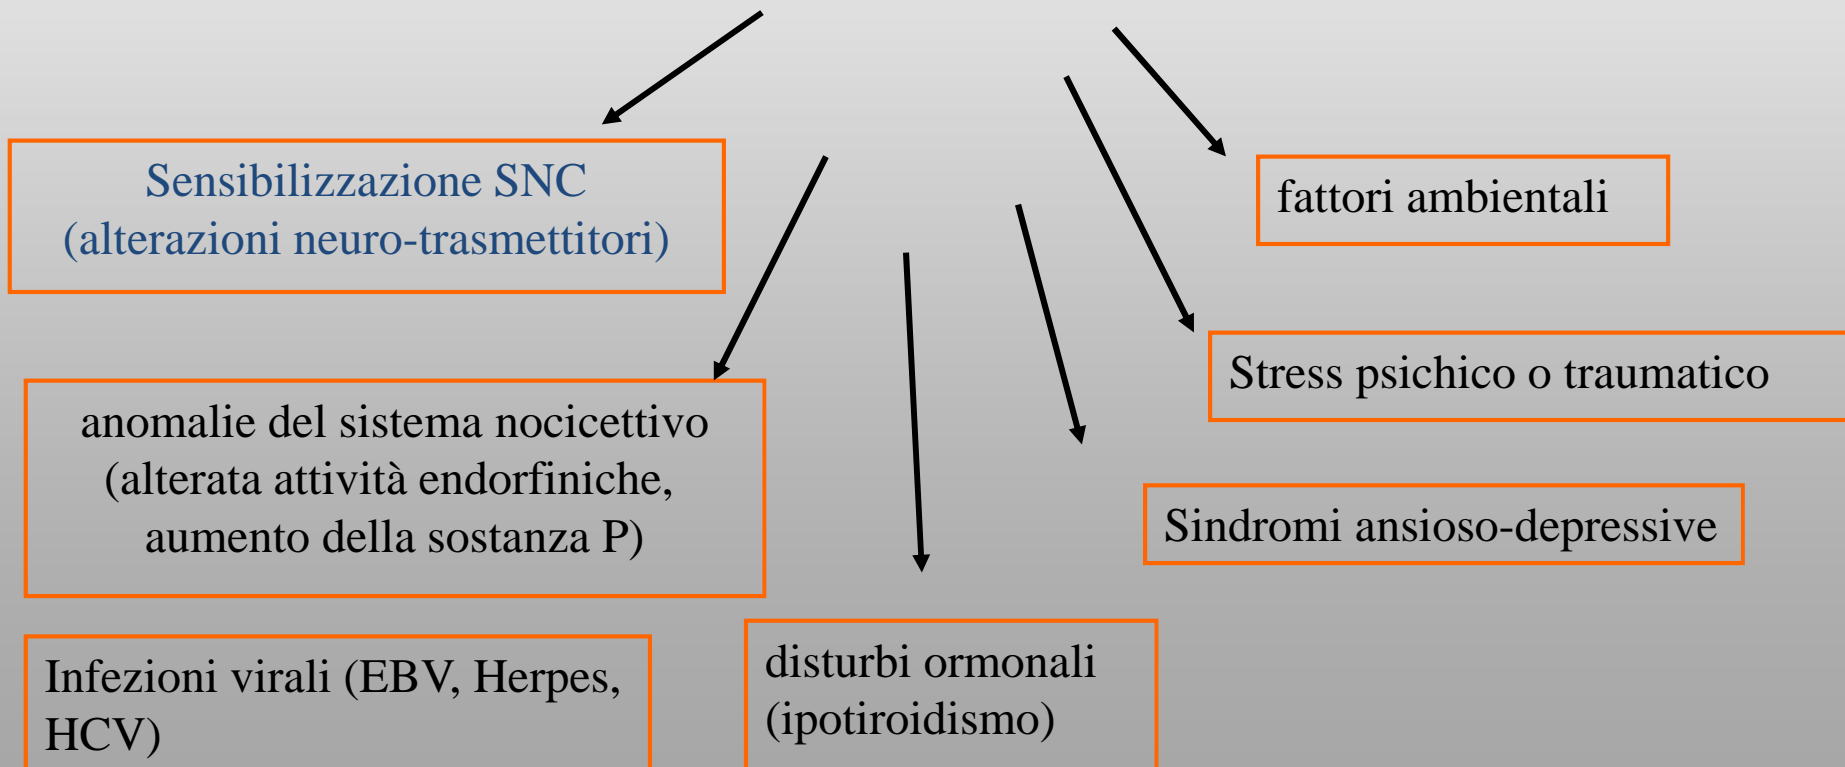 Sensibilizzazione SNC
(alterazioni neuro-trasmettitori)
fattori ambientali
Stress psichico o traumatico
anomalie del sistema nocicettivo
(alterata attività endorfiniche,
aumento della sostanza P)
Sindromi ansioso-depressive
Infezioni virali (EBV, Herpes,
HCV)
disturbi ormonali
(ipotiroidismo)